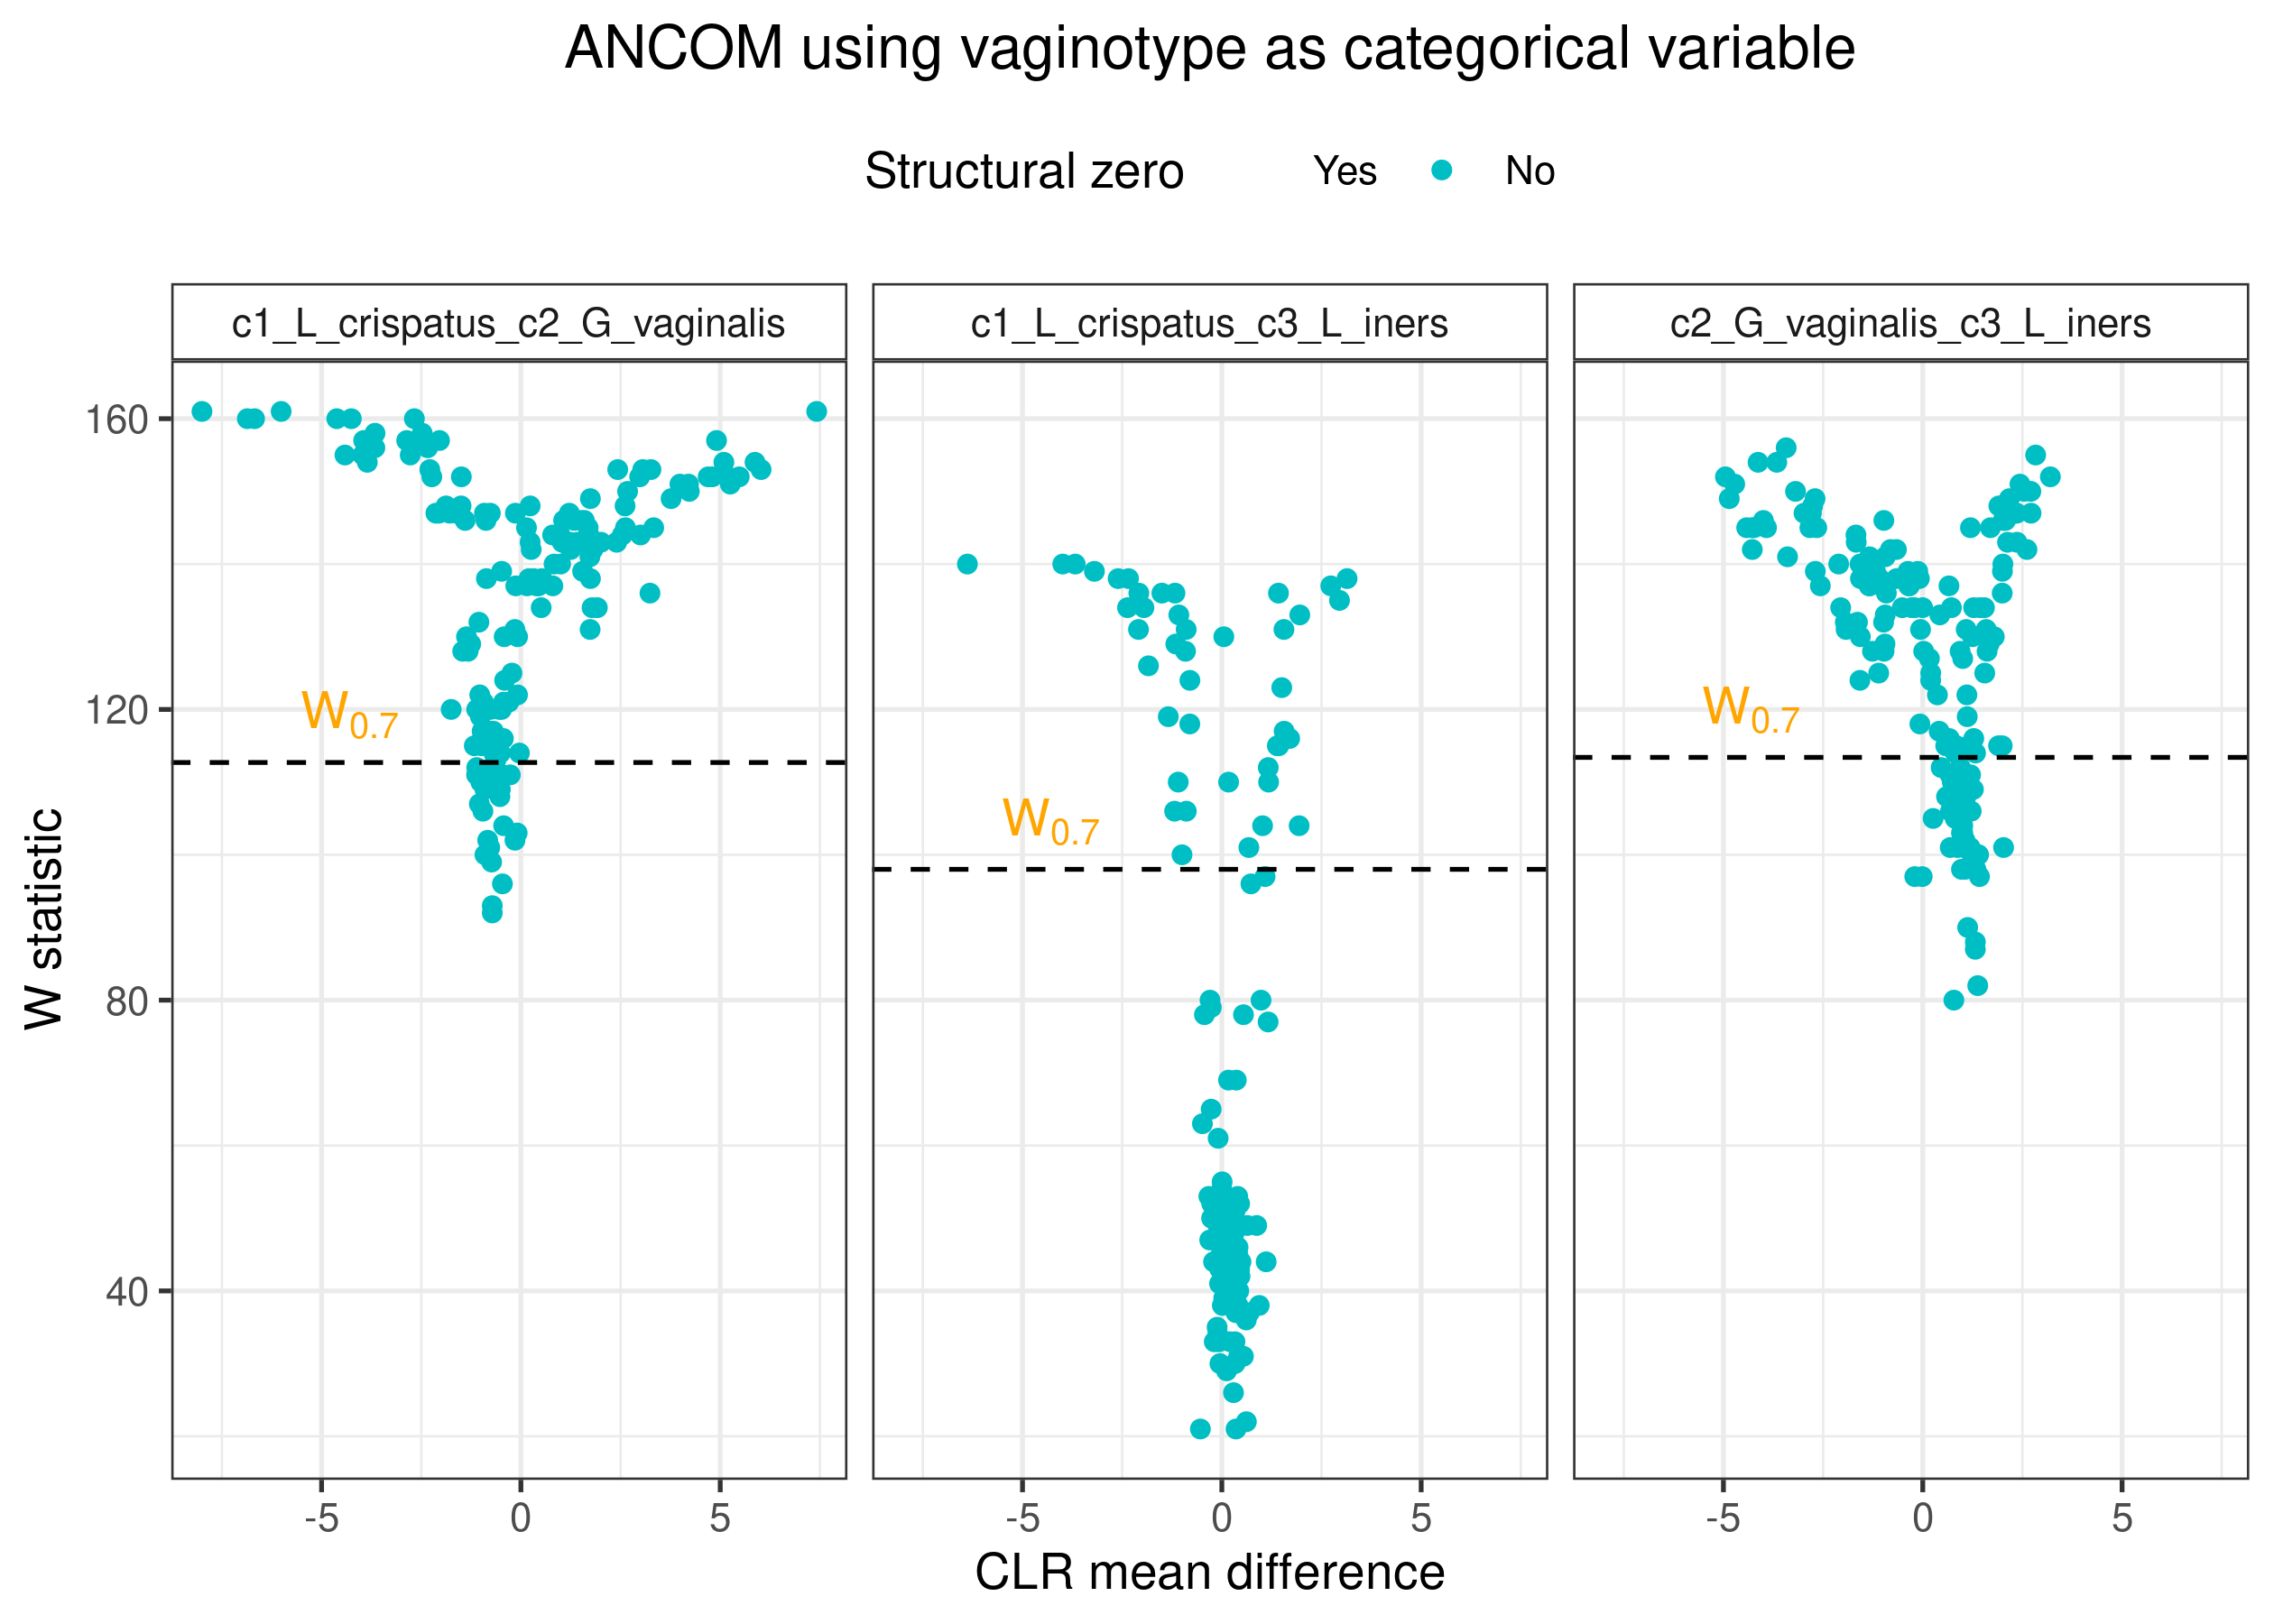 ANCOM using vaginotype as categorical variable
Structural zero Yes No
c1_L_crispatus_c2_G_vaginalis c1_L_crispatus_c3_L_iners c2_G_vaginalis_c3_L_iners
160
120
80
40
W statistic
W0.7
W0.7
W0.7
-5 0 5 -5 0 5 -5 0 5
CLR mean difference